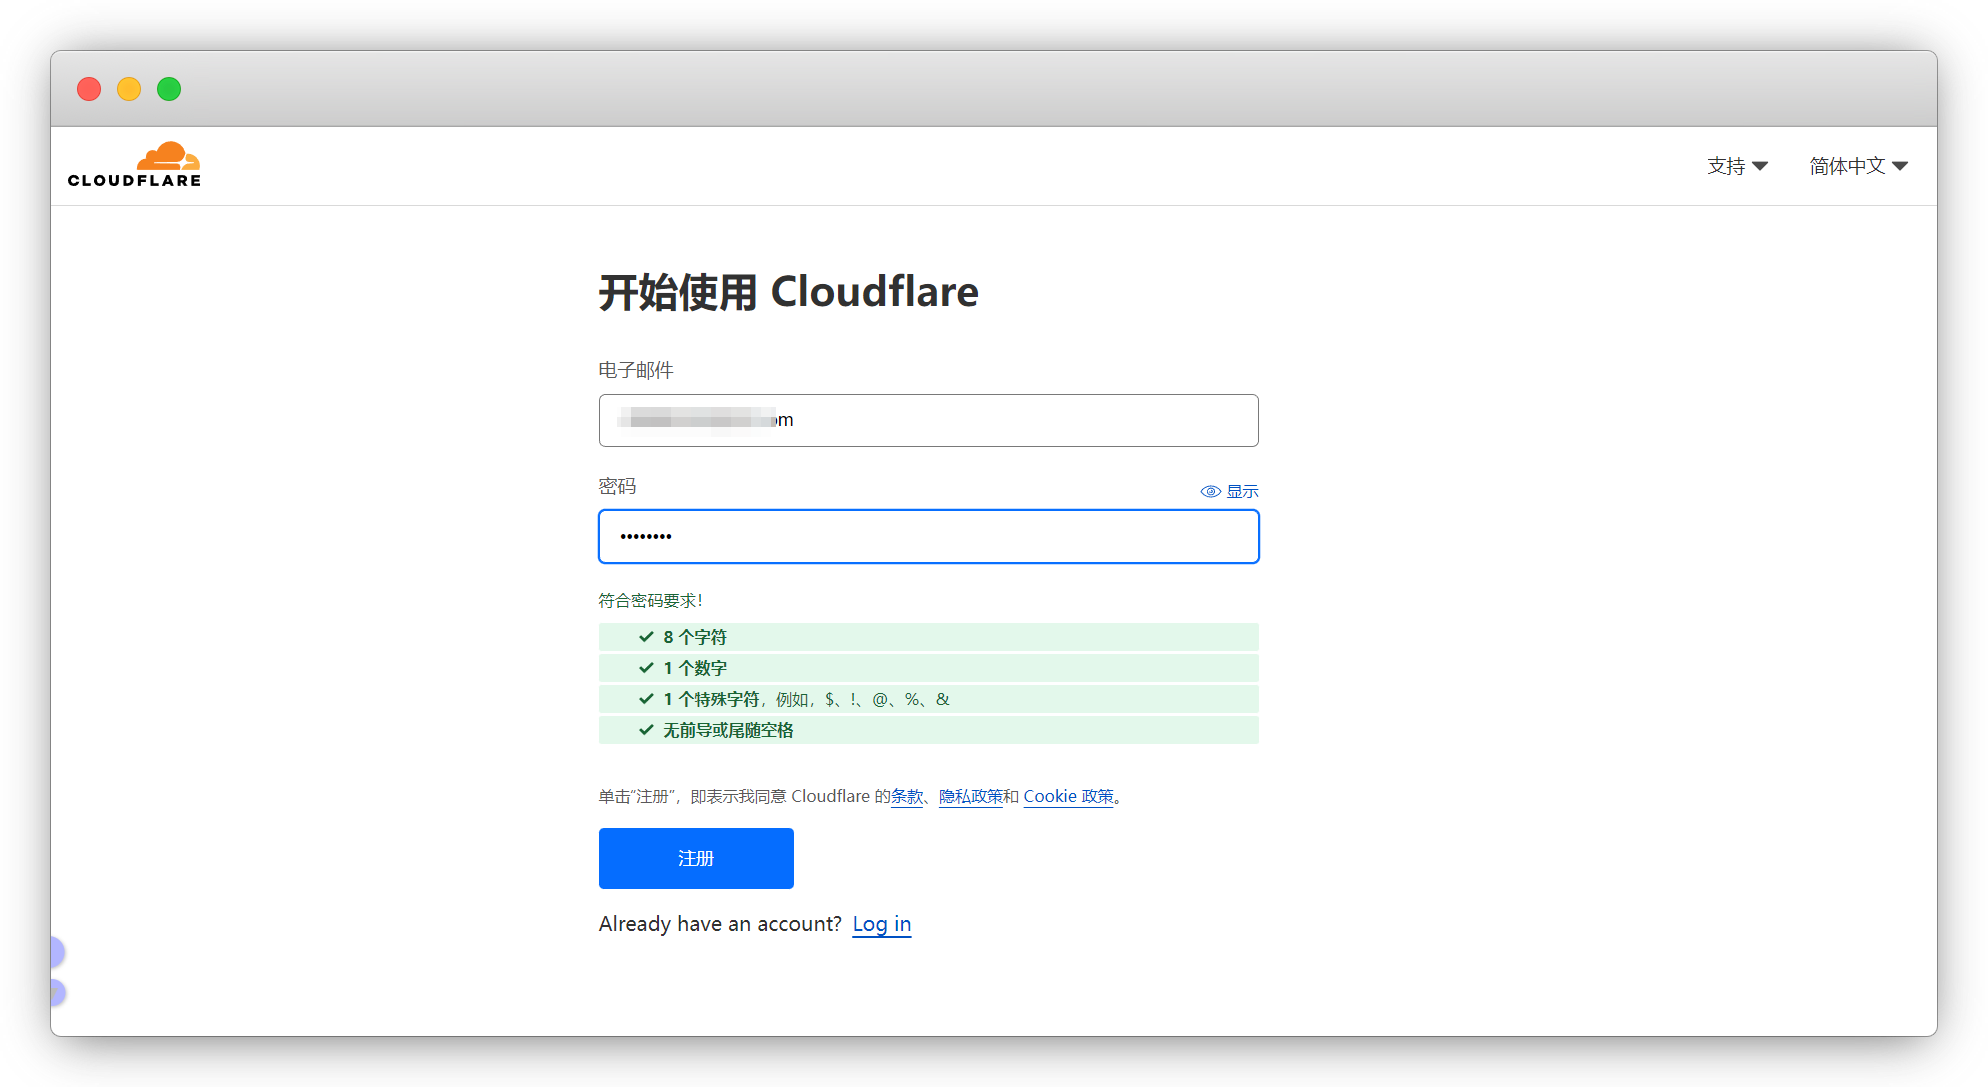 CLOUDFLARE
支持 简体中文
开始使用 Cloudflare
电子邮件
om
密码
显示
••••••••
符合密码要求！
8 个字符
1 个数字
1 个特殊字符，例如，$、!、@、%、&
无前导或尾随空格
单击“注册”，即表示我同意 Cloudflare 的条款、隐私政策和 Cookie 政策。
注册
Already have an account? Log in